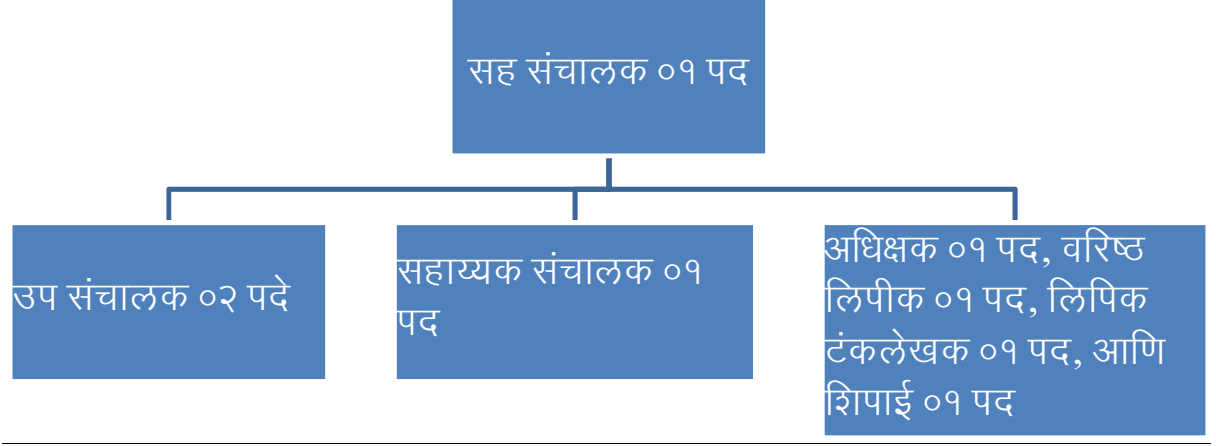 सह संचालक ०१ पद
उप संचालक ०२ पदे
सहाय्यक संचालक ०१
पद
अधिक्षक ०१ पद, वरिष्ठ
लिपीक ०१ पद, लिपिक
टंकलेखक ०१ पद, आणि
शिपाई ०१ पद